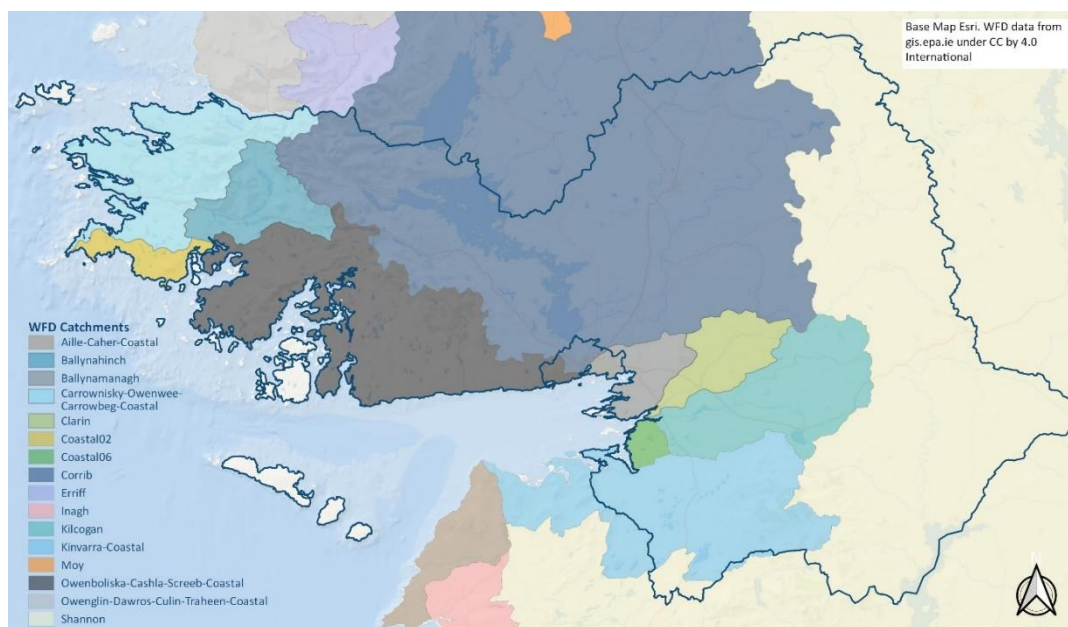 Base Map Esri. WFD data from
gis.epa.ie under CC by 4.0
International
WFD Catchments
Aille-Caher-Coastal
Ballynahinch
Ballynamanagh
Carrownisky-Owenwee-
Carrowbeg-Coastal
Clarin
Coastal02
Coastal06
Corrib
Erriff
Inagh
Kilcogan
Kinvarra-Coastal
Moy
Owenboliska-Cashla-Screeb-Coastal
Owenglin-Dawros-Culin-Traheen-Coastal
Shannon
N